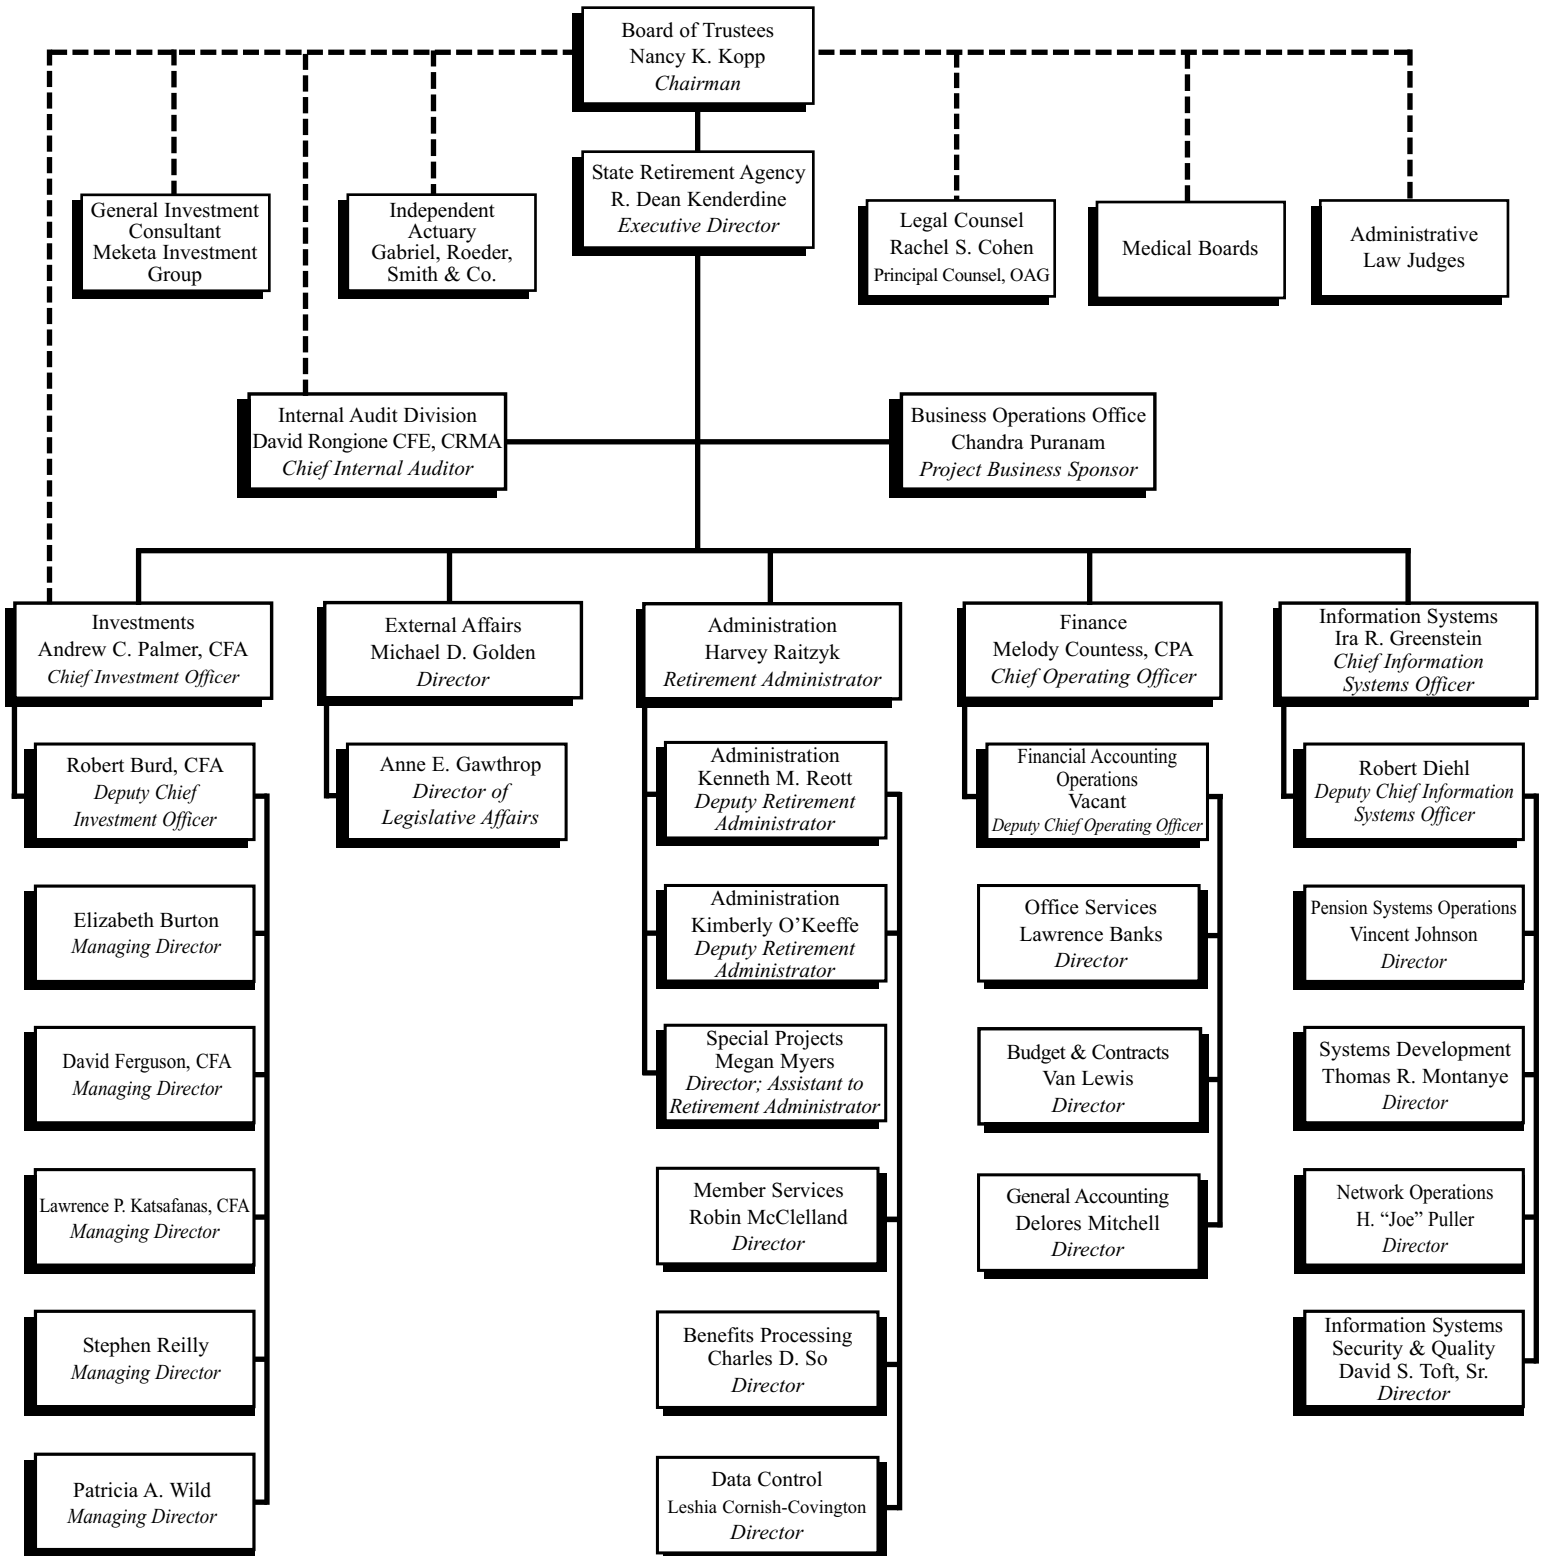 Board of Trustees
Nancy K. Kopp
Chairman
State Retirement Agency
R. Dean Kenderdine
Executive Director
General Investment
Consultant
Meketa Investment
Group
Independent
Actuary
Gabriel, Roeder,
Smith & Co.
Legal Counsel
Rachel S. Cohen
Principal Counsel, OAG
Medical Boards
Administrative
Law Judges
Internal Audit Division
David Rongione CFE, CRMA
Chief Internal Auditor
Business Operations Office
Chandra Puranam
Project Business Sponsor
Investments
Andrew C. Palmer, CFA
Chief Investment Officer
External Affairs
Michael D. Golden
Director
Administration
Harvey Raitzyk
Retirement Administrator
Finance
Melody Countess, CPA
Chief Operating Officer
Information Systems
Ira R. Greenstein
Chief Information
Systems Officer
Robert Burd, CFA
Deputy Chief
Investment Officer
Elizabeth Burton
Managing Director
David Ferguson, CFA
Managing Director
Lawrence P. Katsafanas, CFA
Managing Director
Stephen Reilly
Managing Director
Patricia A. Wild
Managing Director
Anne E. Gawthrop
Director of
Legislative Affairs
Administration
Kenneth M. Reott
Deputy Retirement
Administrator
Administration
Kimberly O’Keeffe
Deputy Retirement
Administrator
Special Projects
Megan Myers
Director; Assistant to
Retirement Administrator
Member Services
Robin McClelland
Director
Benefits Processing
Charles D. So
Director
Data Control
Leshia Cornish-Covington
Director
Financial Accounting
Operations
Vacant
Deputy Chief Operating Officer
Office Services
Lawrence Banks
Director
Budget & Contracts
Van Lewis
Director
General Accounting
Delores Mitchell
Director
Robert Diehl
Deputy Chief Information
Systems Officer
Pension Systems Operations
Vincent Johnson
Director
Systems Development
Thomas R. Montanye
Director
Network Operations
H. “Joe” Puller
Director
Information Systems
Security & Quality
David S. Toft, Sr.
Director